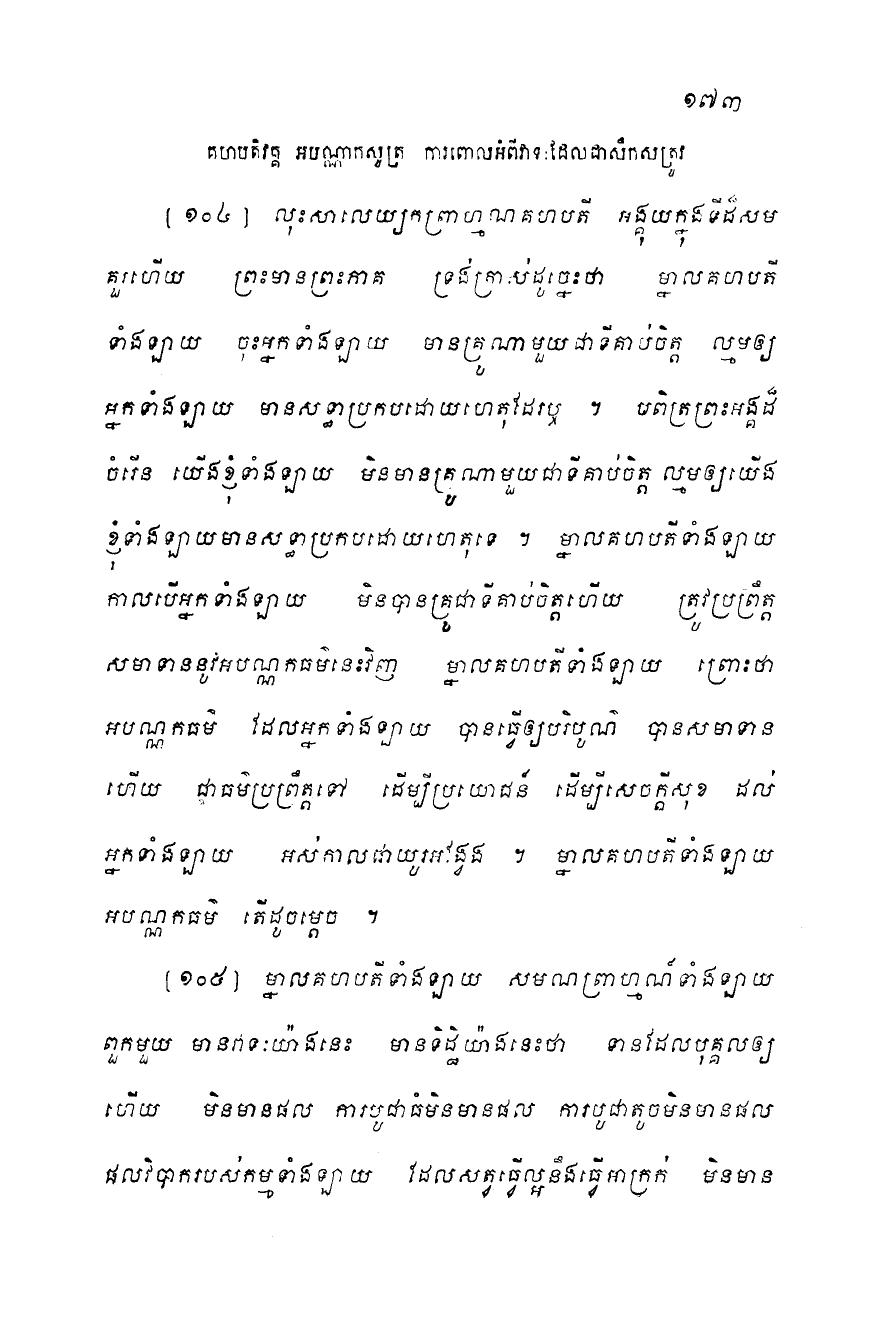 ១៧៣
គហបតិវគ្គ អបណ្ណាកសូត្រ ការពោលអំពីវាទៈដែលជាសឹកសត្រូវ
[ ១០៤ ] លុះសាលេយ្យកព្រាហ្មណគហបតី អង្គុយក្នុងទីដ៏សម
គួរហើយ ព្រះមានព្រះភាគ ទ្រង់ត្រាស់ដូច្នេះថា ម្នាលគហបតី
ទាំងឡាយ ចុះអ្នកទាំងឡាយ មានគ្រូណាមួយជាទីគាប់ចិត្ត ល្មមឲ្យ
អ្នកទាំងឡាយ មានសទ្ធាប្រកបដោយហេតុដែរឬ ។ បពិត្រព្រះអង្គដ៏
ចំរើន យើងខ្ញុំទាំងឡាយ មិនមានគ្រូណាមួយជាទីគាប់ចិត្ត ល្មមឲ្យយើង
ខ្ញុំទាំងឡាយមានសទ្ធាប្រកបដោយហេតុទេ ។ ម្នាលគហបតីទាំងឡាយ
កាលបើអ្នកទាំងឡាយ មិនបានគ្រូជាទីគាប់ចិត្តហើយ ត្រូវប្រព្រឹត្ត
សមាទាននូវអបណ្ណកធម៌នេះវិញ ម្នាលគហបតីទាំងឡាយ ព្រោះថា
អបណ្ណកធម៌ ដែលអ្នកទាំងឡាយ បានធ្វើឲ្យបរិបូណ៌ បានសមាទាន
ហើយ ជាធម៌ប្រព្រឹត្តទៅ ដើម្បីប្រយោជន៍ ដើម្បីសេចក្តីសុខ ដល់
អ្នកទាំងឡាយ អស់កាលជាយូរអង្វែង ។ ម្នាលគហបតីទាំងឡាយ
អបណ្ណកធម៌ តើដូចម្តេច ។
[ ១០៥ ] ម្នាលគហបតីទាំងឡាយ សមណព្រាហ្មណ៍ទាំងឡាយ
ពួកមួយ មានវាទៈយ៉ាងនេះ មានទិដ្ឋិយ៉ាងនេះថា ទានដែលបុគ្គលឲ្យ
ហើយ មិនមានផល ការបូជាធំមិនមានផល ការបូជាតូចមិនមានផល
ផលវិបាករបស់កម្មទាំងឡាយ ដែលសត្វធ្វើល្អនឹងធ្វើអាក្រក់ មិនមាន